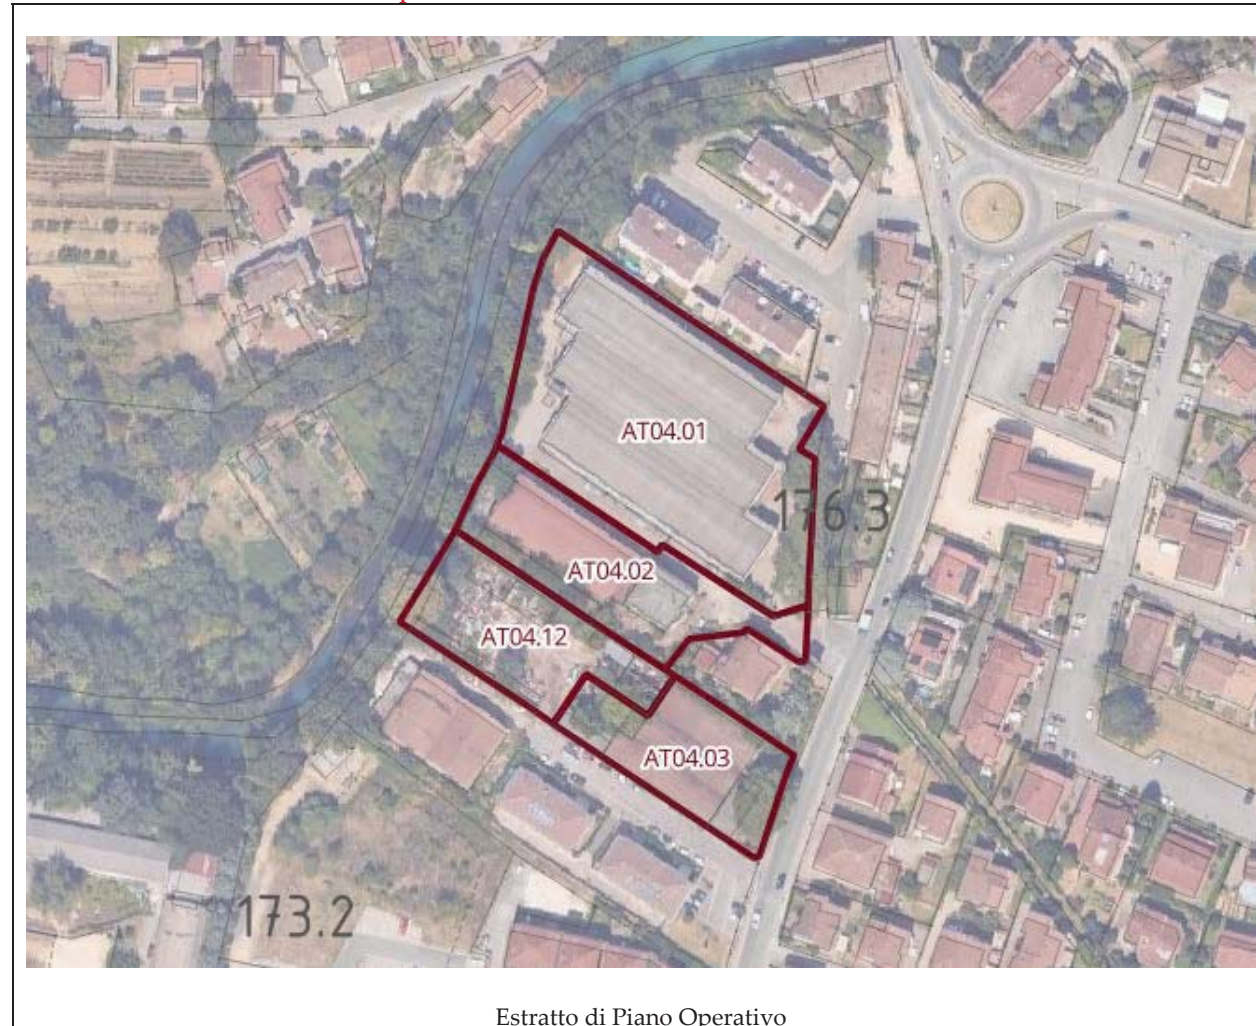 AT04.01
176.3
AT04.02
AT04.12
AT04.03
173.2
Estratto di Piano Operativo